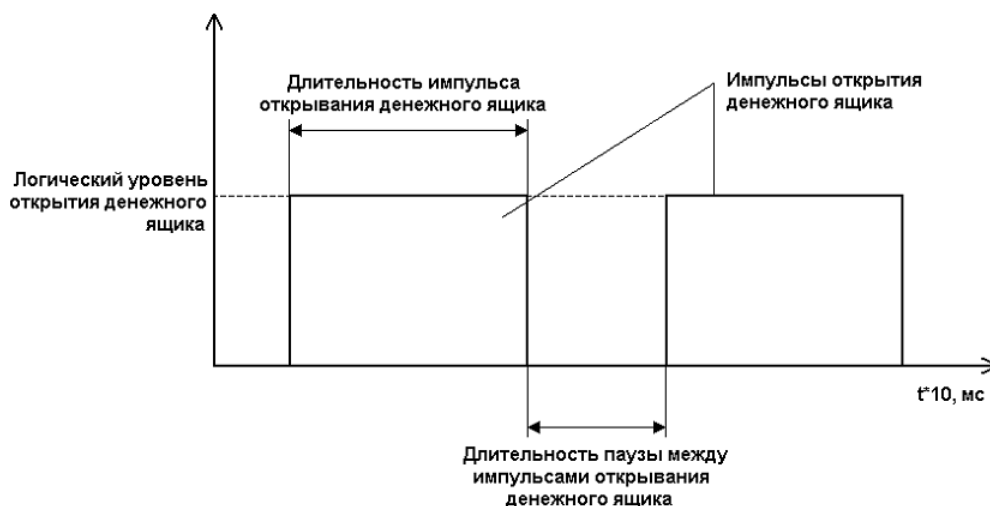 Длительность импульса
открывания денежного ящика
Импульсы открытия
денежного ящика
Логический уровень
открытия денежного
ящика
t*10, мс
Длительность паузы между
импульсами открывания
денежного ящика